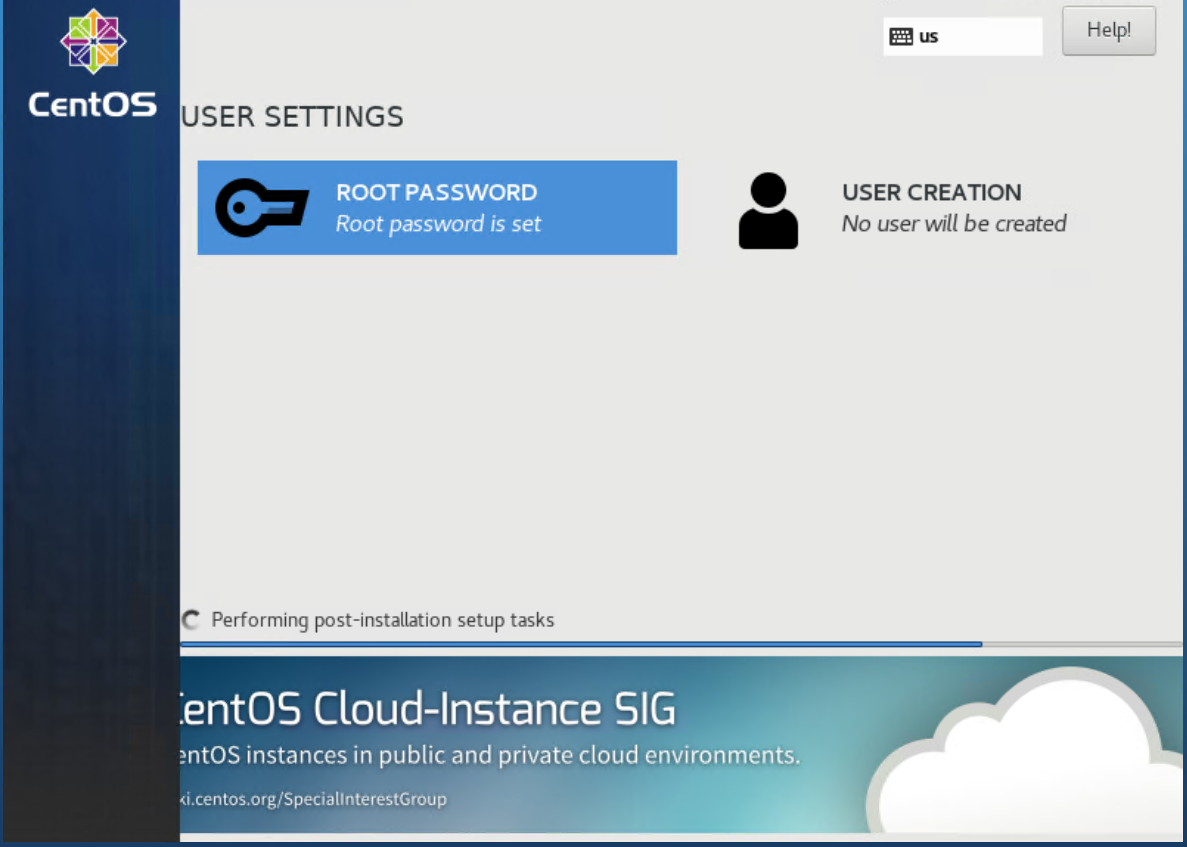 CentOS
us
Help!
USER SETTINGS
ROOT PASSWORD
Root password is set
USER CREATION
No user will be created
Performing post-installation setup tasks
entOS Cloud-Instance SIG
entOS instances in public and private cloud environments.
ki.centos.org/SpecialInterestGroup